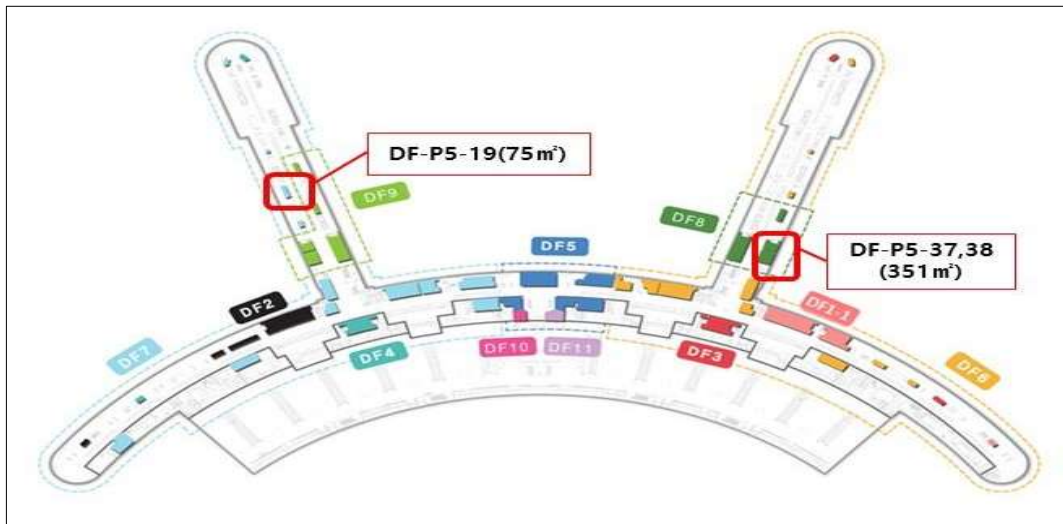 DF-P5-19(75㎡)
DF9
DF8
DF-P5-37,38
(351㎡)
DF5
DF2
DF1-1
DF7
DF4
DF10
DF11
DF3
DF6